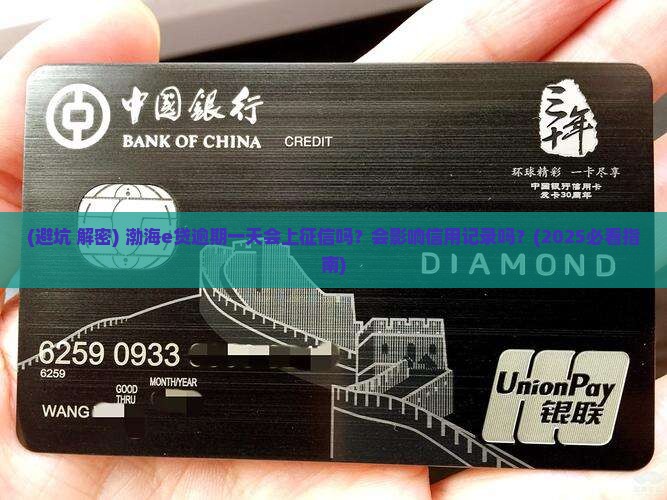 中國銀行
BANK OF CHINA
CREDIT
三十年
环球精彩 一卡尽享
中国银行信用卡
发卡30周年
(避坑 解密) 渤海e贷逾期一天会上征信吗？会影响信用记录吗？(2025必看指
南)
DIAMOND
6259 0933
6259
GOOD
THRU
MONTH/YEAR
WANG
UnionPay
银联